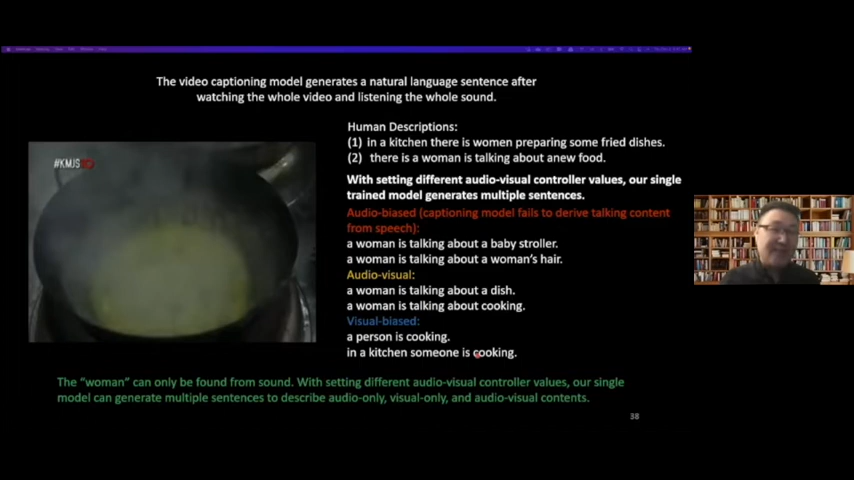 The video captioning model generates a natural language sentence after
watching the whole video and listening the whole sound.
#KMJS
Human Descriptions:
(1) in a kitchen there is women preparing some fried dishes.
(2) there is a woman is talking about anew food.
With setting different audio-visual controller values, our single
trained model generates multiple sentences.
Audio-biased (captioning model fails to derive talking content
from speech):
a woman is talking about a baby stroller.
a woman is talking about a woman's hair.
Audio-visual:
a woman is talking about a dish.
a woman is talking about cooking.
Visual-biased:
a person is cooking.
in a kitchen someone is cooking.
The "woman" can only be found from sound. With setting different audio-visual controller values, our single
model can generate multiple sentences to describe audio-only, visual-only, and audio-visual contents.
38